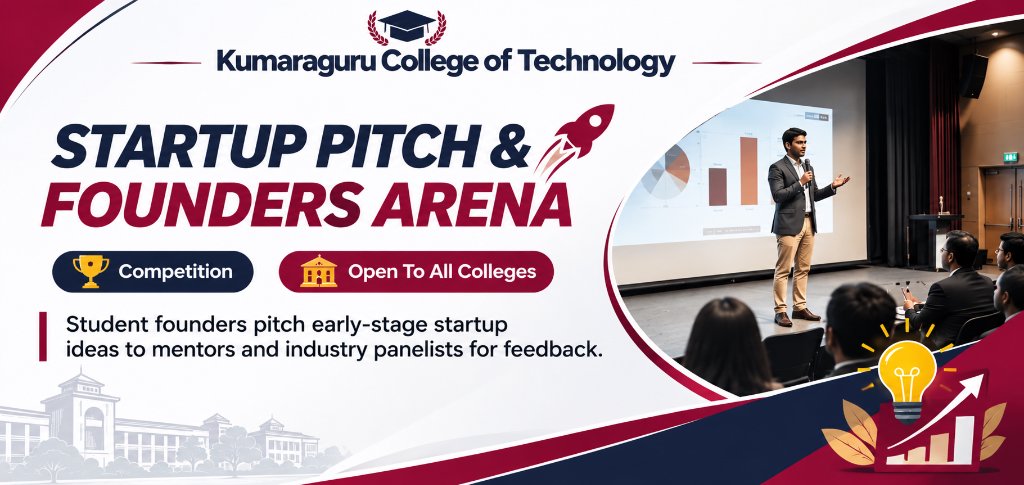 Kumaraguru College of Technology
STARTUP PITCH &
FOUNDERS ARENA
Competition
Open To All Colleges
Student founders pitch early-stage startup
ideas to mentors and industry panelists for feedback.